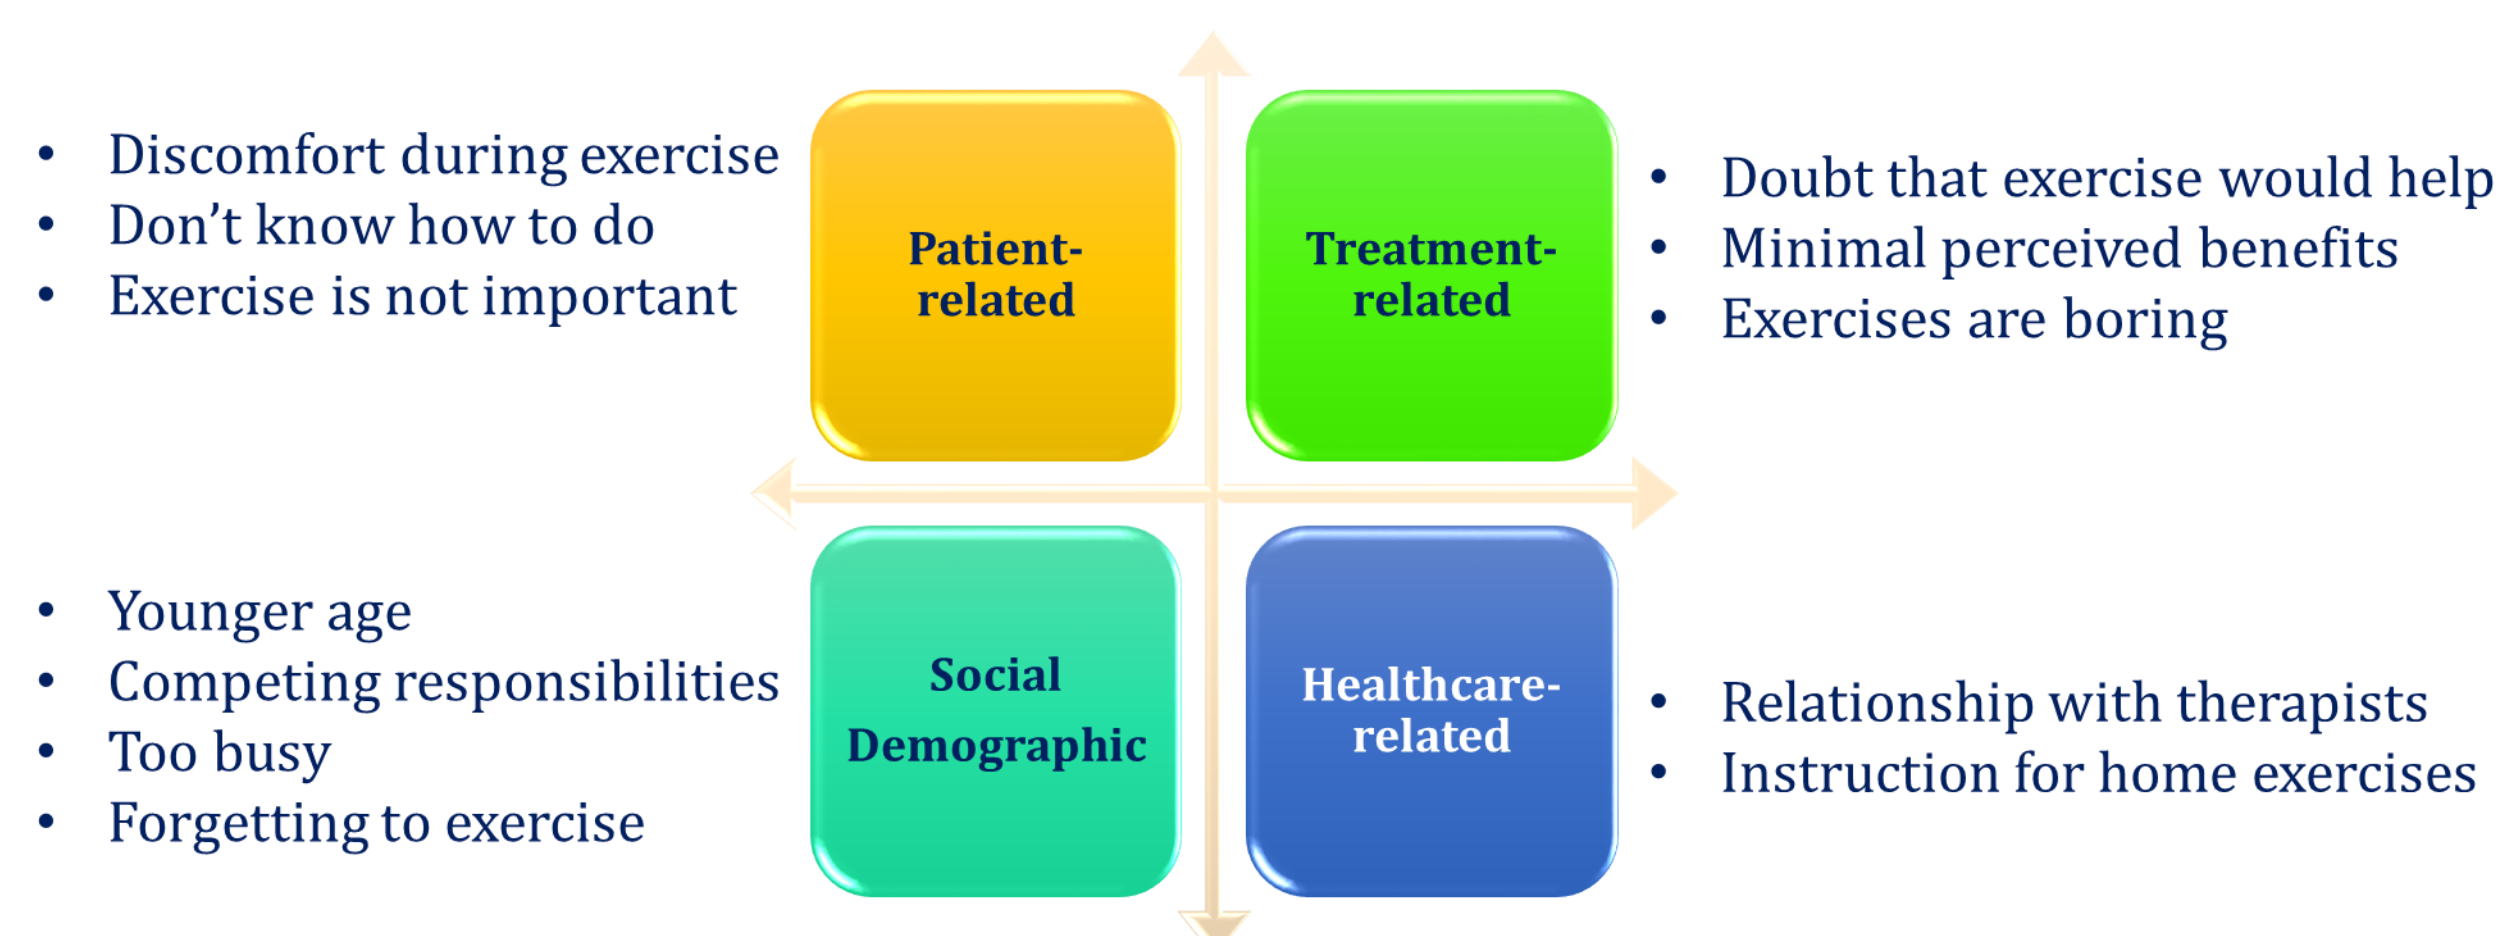 • Discomfort during exercise
• Don’t know how to do
• Exercise is not important
Patient-
related
Treatment-
related
• Doubt that exercise would help
• Minimal perceived benefits
• Exercises are boring
• Younger age
• Competing responsibilities
• Too busy
• Forgetting to exercise
Social
Demographic
Healthcare-
related
• Relationship with therapists
• Instruction for home exercises